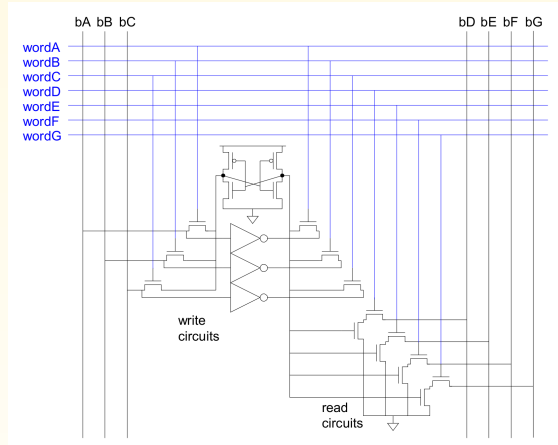 bA bB bC bD bE bF bG
wordA
wordB
wordC
wordD
wordE
wordF
wordG
write
circuits
read
circuits